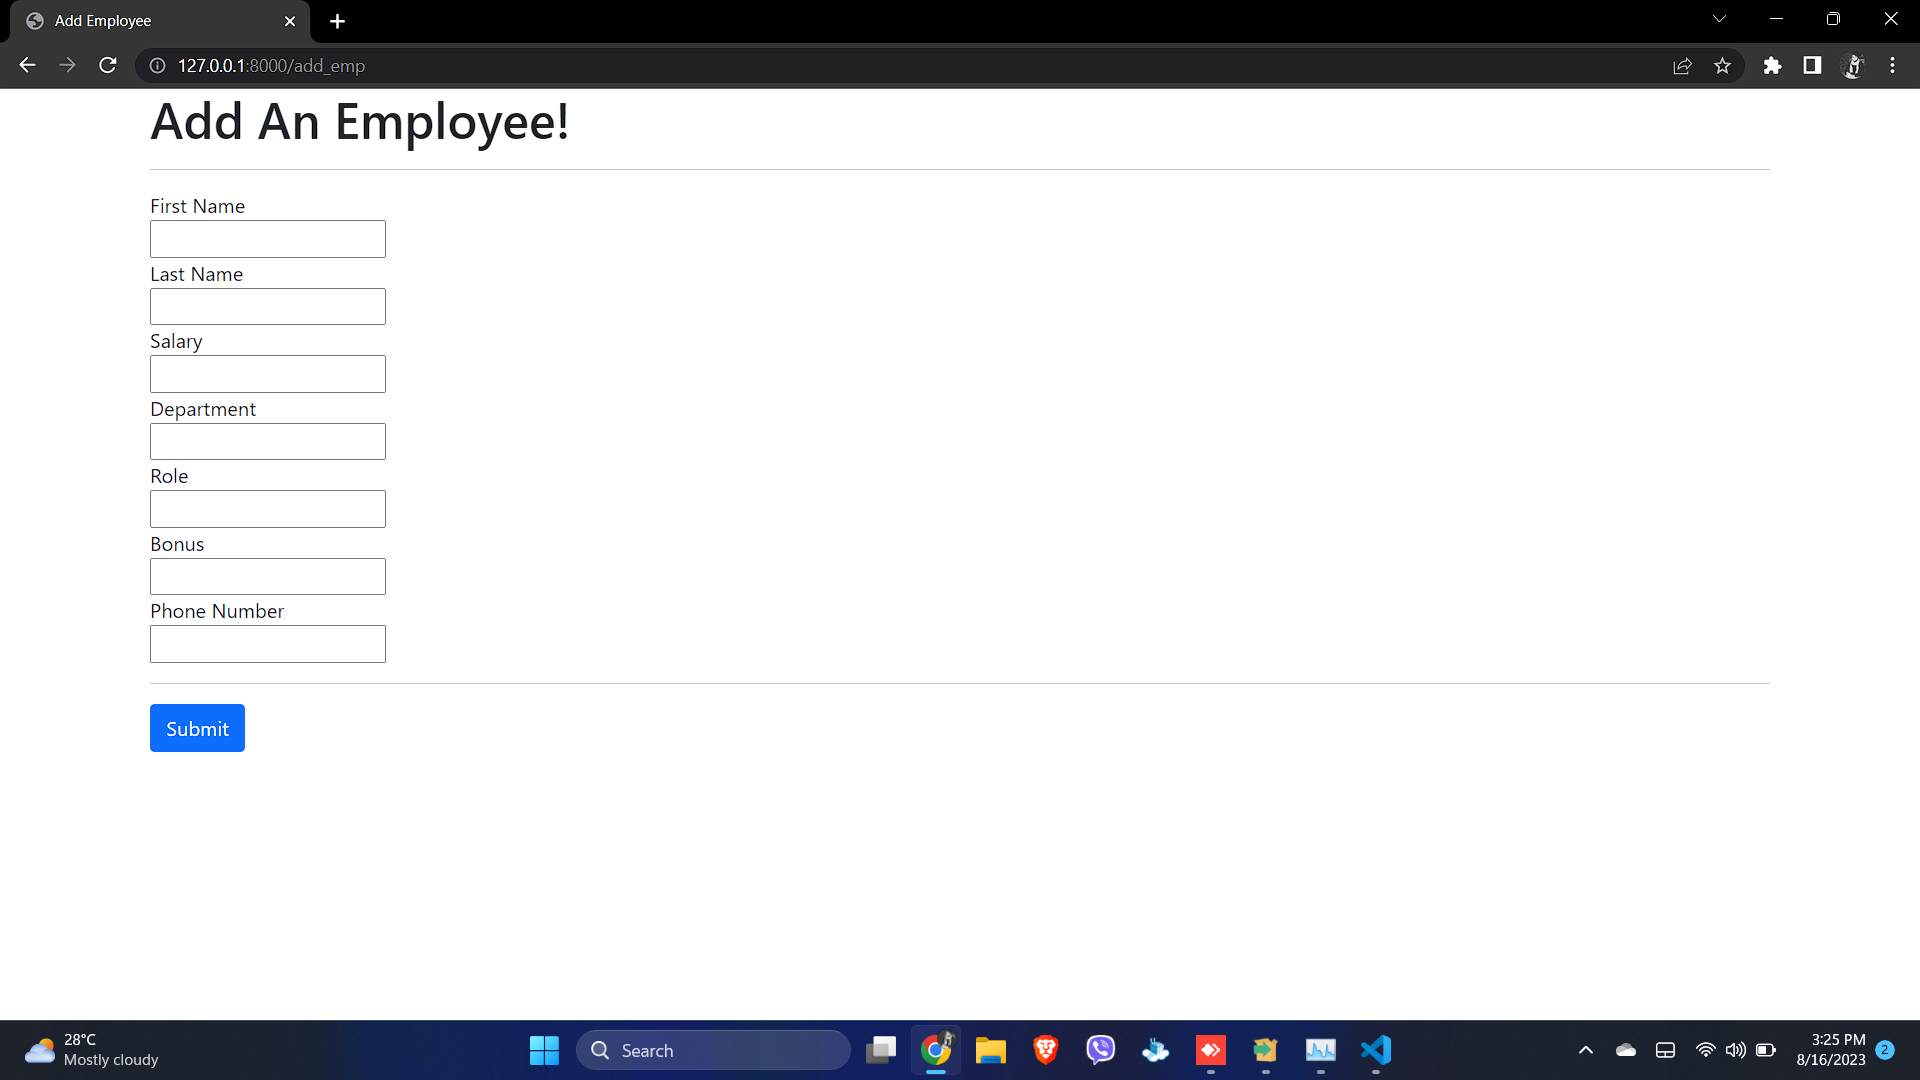 Add Employee
127.0.0.1:8000/add_emp
Add An Employee!
First Name
Last Name
Salary
Department
Role
Bonus
Phone Number
Submit
28°C
Mostly cloudy
Search
3:25 PM
8/16/2023
2